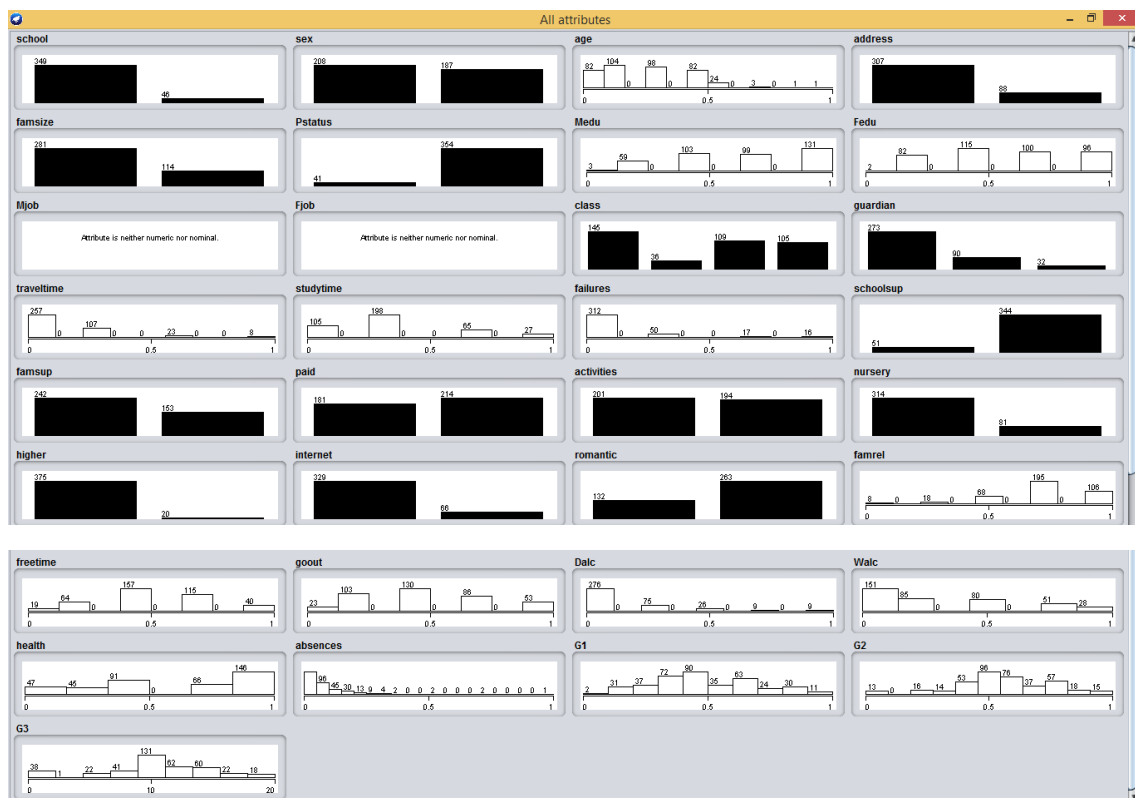 All attributes
school
349
46
sex
208
187
age
82 104 0 98 0 82 24 0 3 0 1 1
0 0.5 1
address
307
88
famsize
281
114
Pstatus
41
354
Medu
3 59 0 103 0 99 0 131
0 0.5 1
Fedu
2 82 0 115 0 100 0 96
0 0.5 1
Mjob
Attribute is neither numeric nor nominal.
Fjob
Attribute is neither numeric nor nominal.
class
145
36
109
105
guardian
273
90
32
traveltime
257 0 107 0 0 23 0 0 8
0 0.5 1
studytime
105 0 198 0 0 65 0 27
0 0.5 1
failures
312 0 50 0 0 17 0 16
0 0.5 1
schoolsup
51
344
famsup
242
153
paid
181
214
activities
201
194
nursery
314
81
higher
375
20
internet
329
66
romantic
132
263
famrel
8 0 18 0 68 0 195 0 106
0 0.5 1
freetime
19 64 0 157 0 115 0 40
0 0.5 1
goout
23 103 0 130 0 86 0 53
0 0.5 1
Dalc
276 0 75 0 26 0 9 0 9
0 0.5 1
Walc
151 85 0 80 0 51 28
0 0.5 1
health
47 45 91 0 66 146
0 0.5 1
absences
96 45 30 13 9 4 2 0 0 2 0 0 0 2 0 0 0 0 1
0 0.5 1
G1
2 31 37 72 90 35 63 24 30 11
0 0.5 1
G2
13 0 16 14 53 96 76 37 57 18 15
0 0.5 1
G3
38 1 22 41 131 62 60 22 18
0 10 20